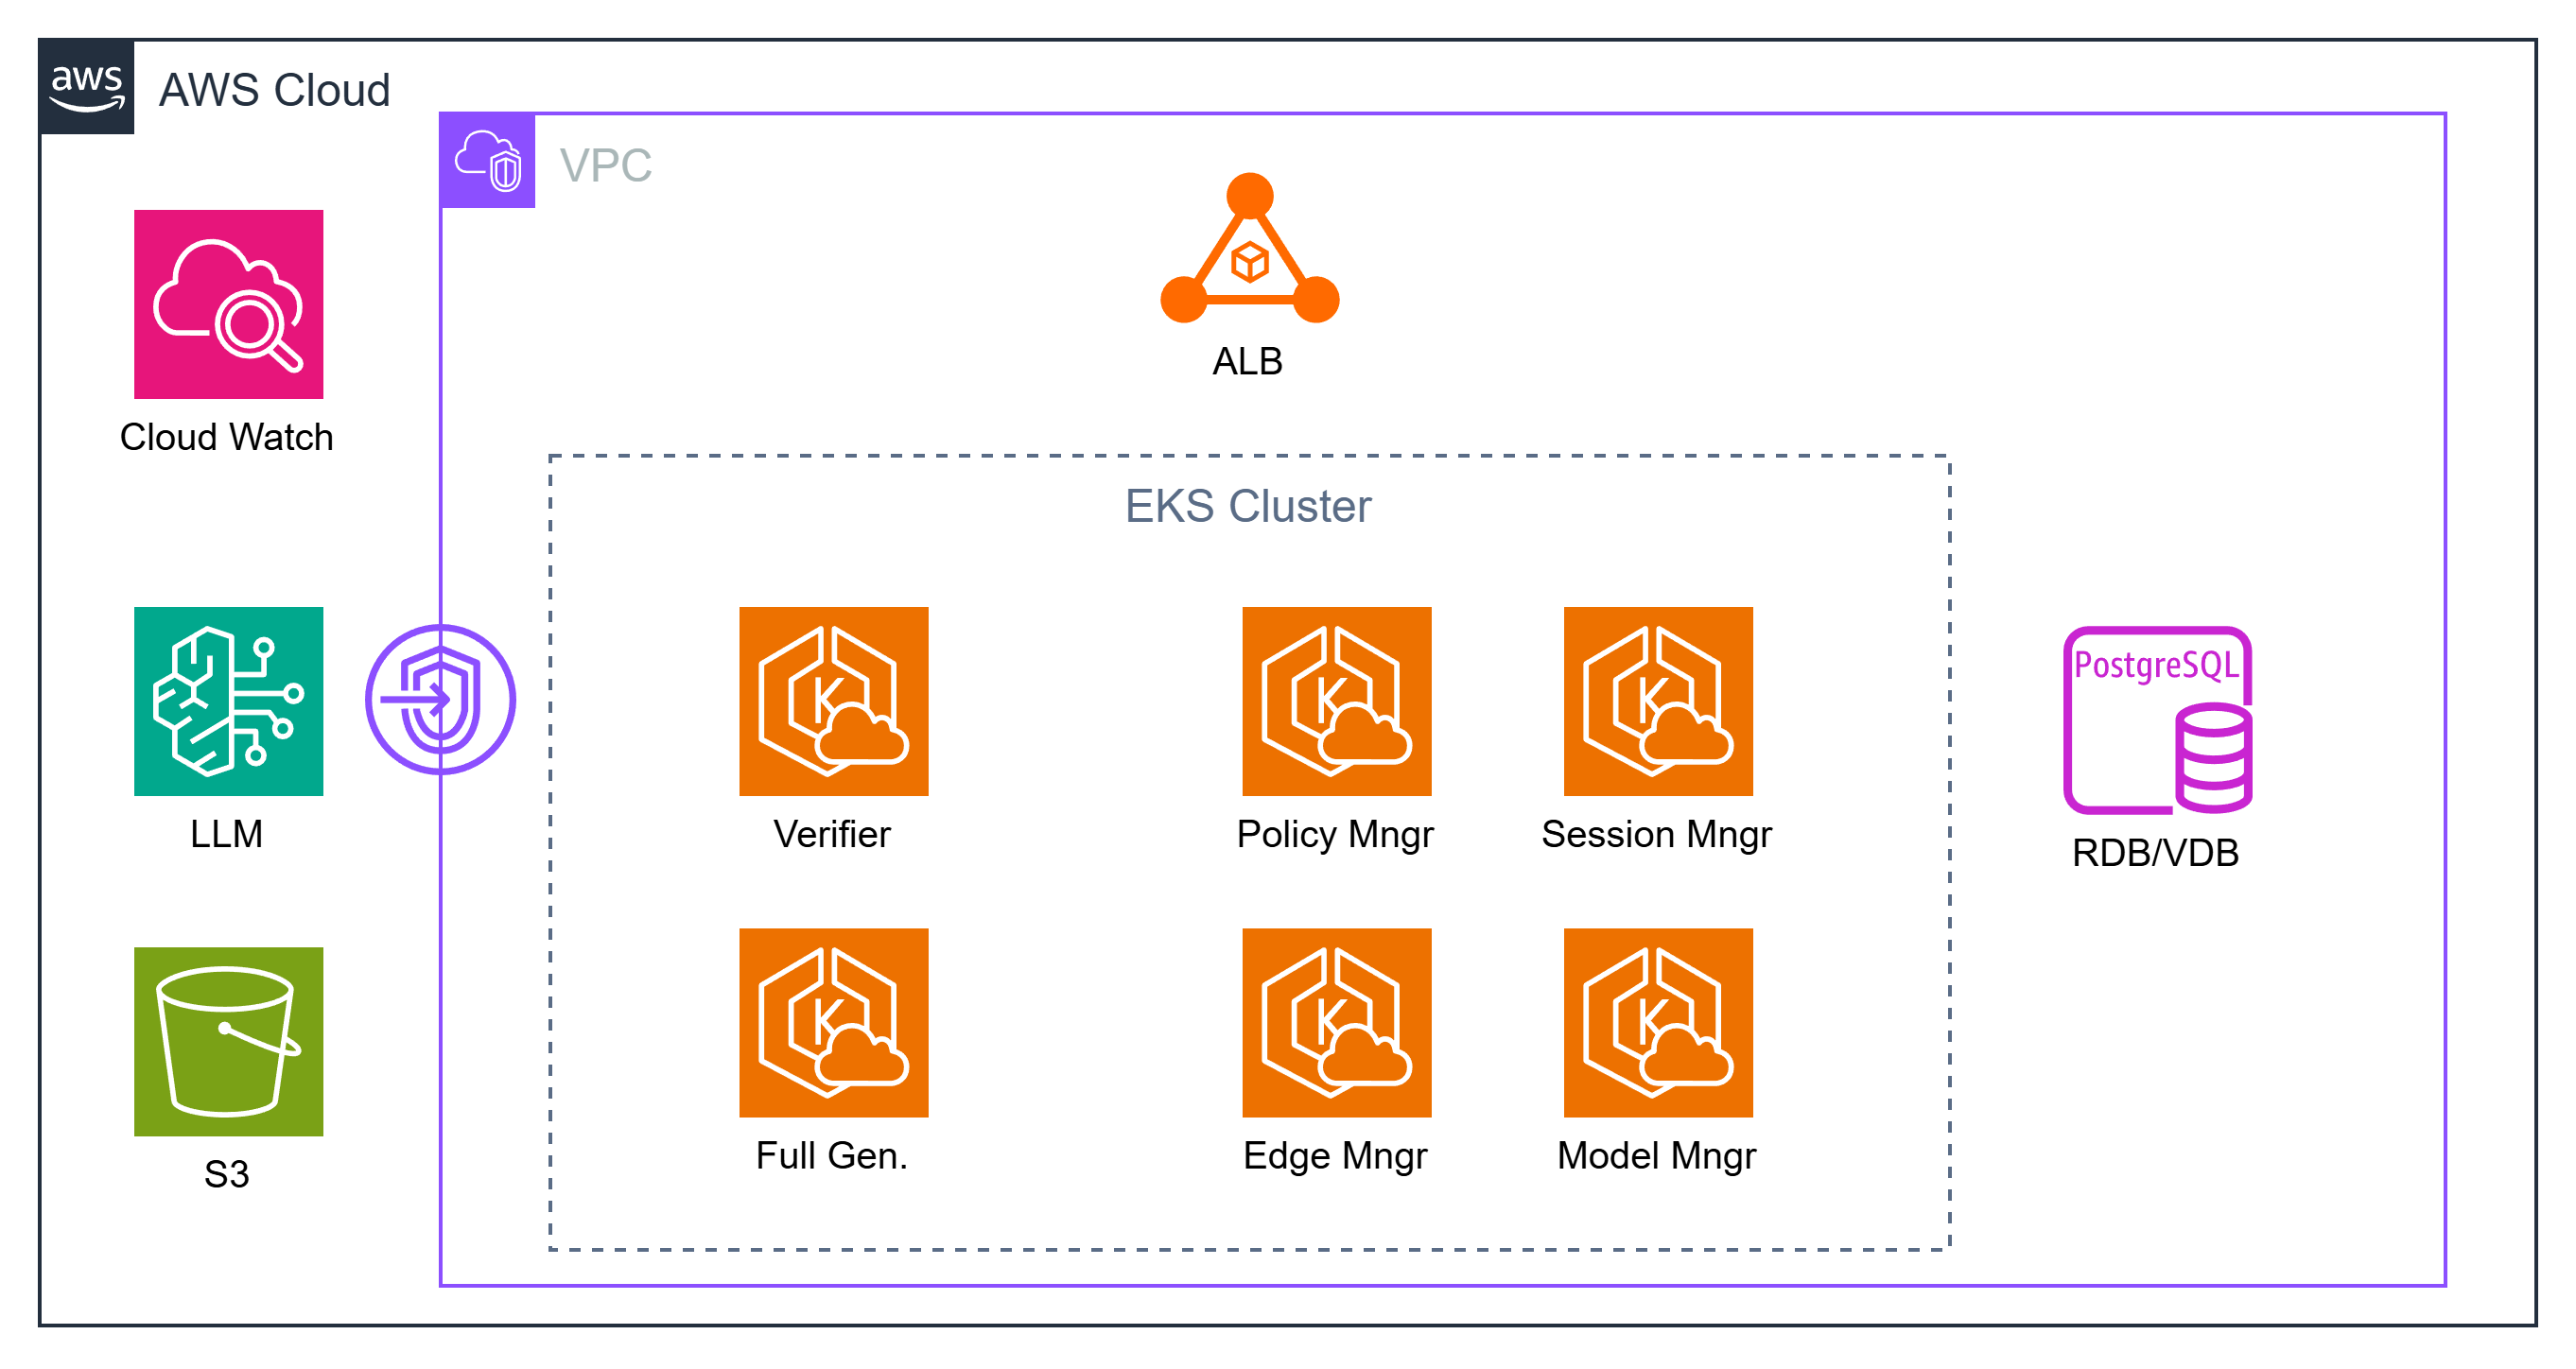 aws
AWS Cloud
VPC
ALB
Cloud Watch
EKS Cluster
K
K
K
PostgreSQL
LLM
Verifier
Policy Mngr
Session Mngr
RDB/VDB
K
K
K
S3
Full Gen.
Edge Mngr
Model Mngr